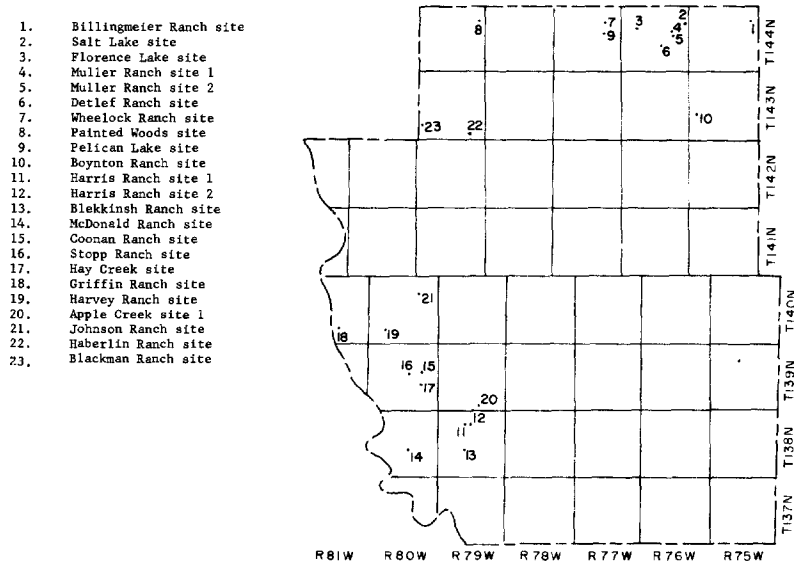 1. Billingmeier Ranch site
2. Salt Lake site
3. Florence Lake site
4. Muller Ranch site 1
5. Muller Ranch site 2
6. Detlef Ranch site
7. Wheelock Ranch site
8. Painted Woods site
9. Pelican Lake site
10. Boynton Ranch site
11. Harris Ranch site 1
12. Harris Ranch site 2
13. Blekkinsh Ranch site
14. McDonald Ranch site
15. Coonan Ranch site
16. Stopp Ranch site
17. Hay Creek site
18. Griffin Ranch site
19. Harvey Ranch site
20. Apple Creek site 1
21. Johnson Ranch site
22. Haberlin Ranch site
23. Blackman Ranch site
2
8 7 3 4 1
9 5
6
T144N
10
23 22
T143N
T142N
T141N
21
18 19
T140N
16 15
17
T139N
20
12
11
14 13
T138N
T137N
R81W R80W R79W R78W R77W R76W R75W